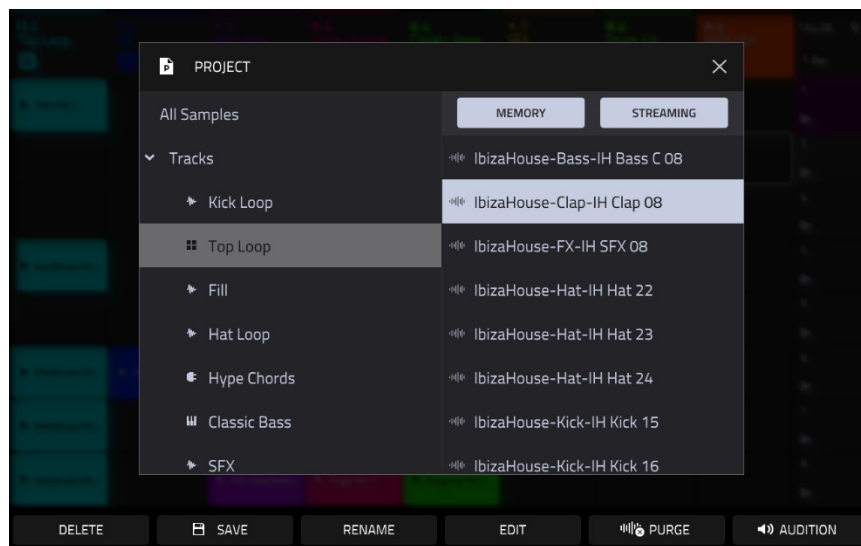 PROJECT
All Samples
MEMORY
STREAMING
Tracks
Kick Loop
Top Loop
Fill
Hat Loop
Hype Chords
Classic Bass
SFX
IbizaHouse-Bass-IH Bass C 08
IbizaHouse-Clap-IH Clap 08
IbizaHouse-FX-IH SFX 08
IbizaHouse-Hat-IH Hat 22
IbizaHouse-Hat-IH Hat 23
IbizaHouse-Hat-IH Hat 24
IbizaHouse-Kick-IH Kick 15
IbizaHouse-Kick-IH Kick 16
DELETE
SAVE
RENAME
EDIT
PURGE
AUDITION